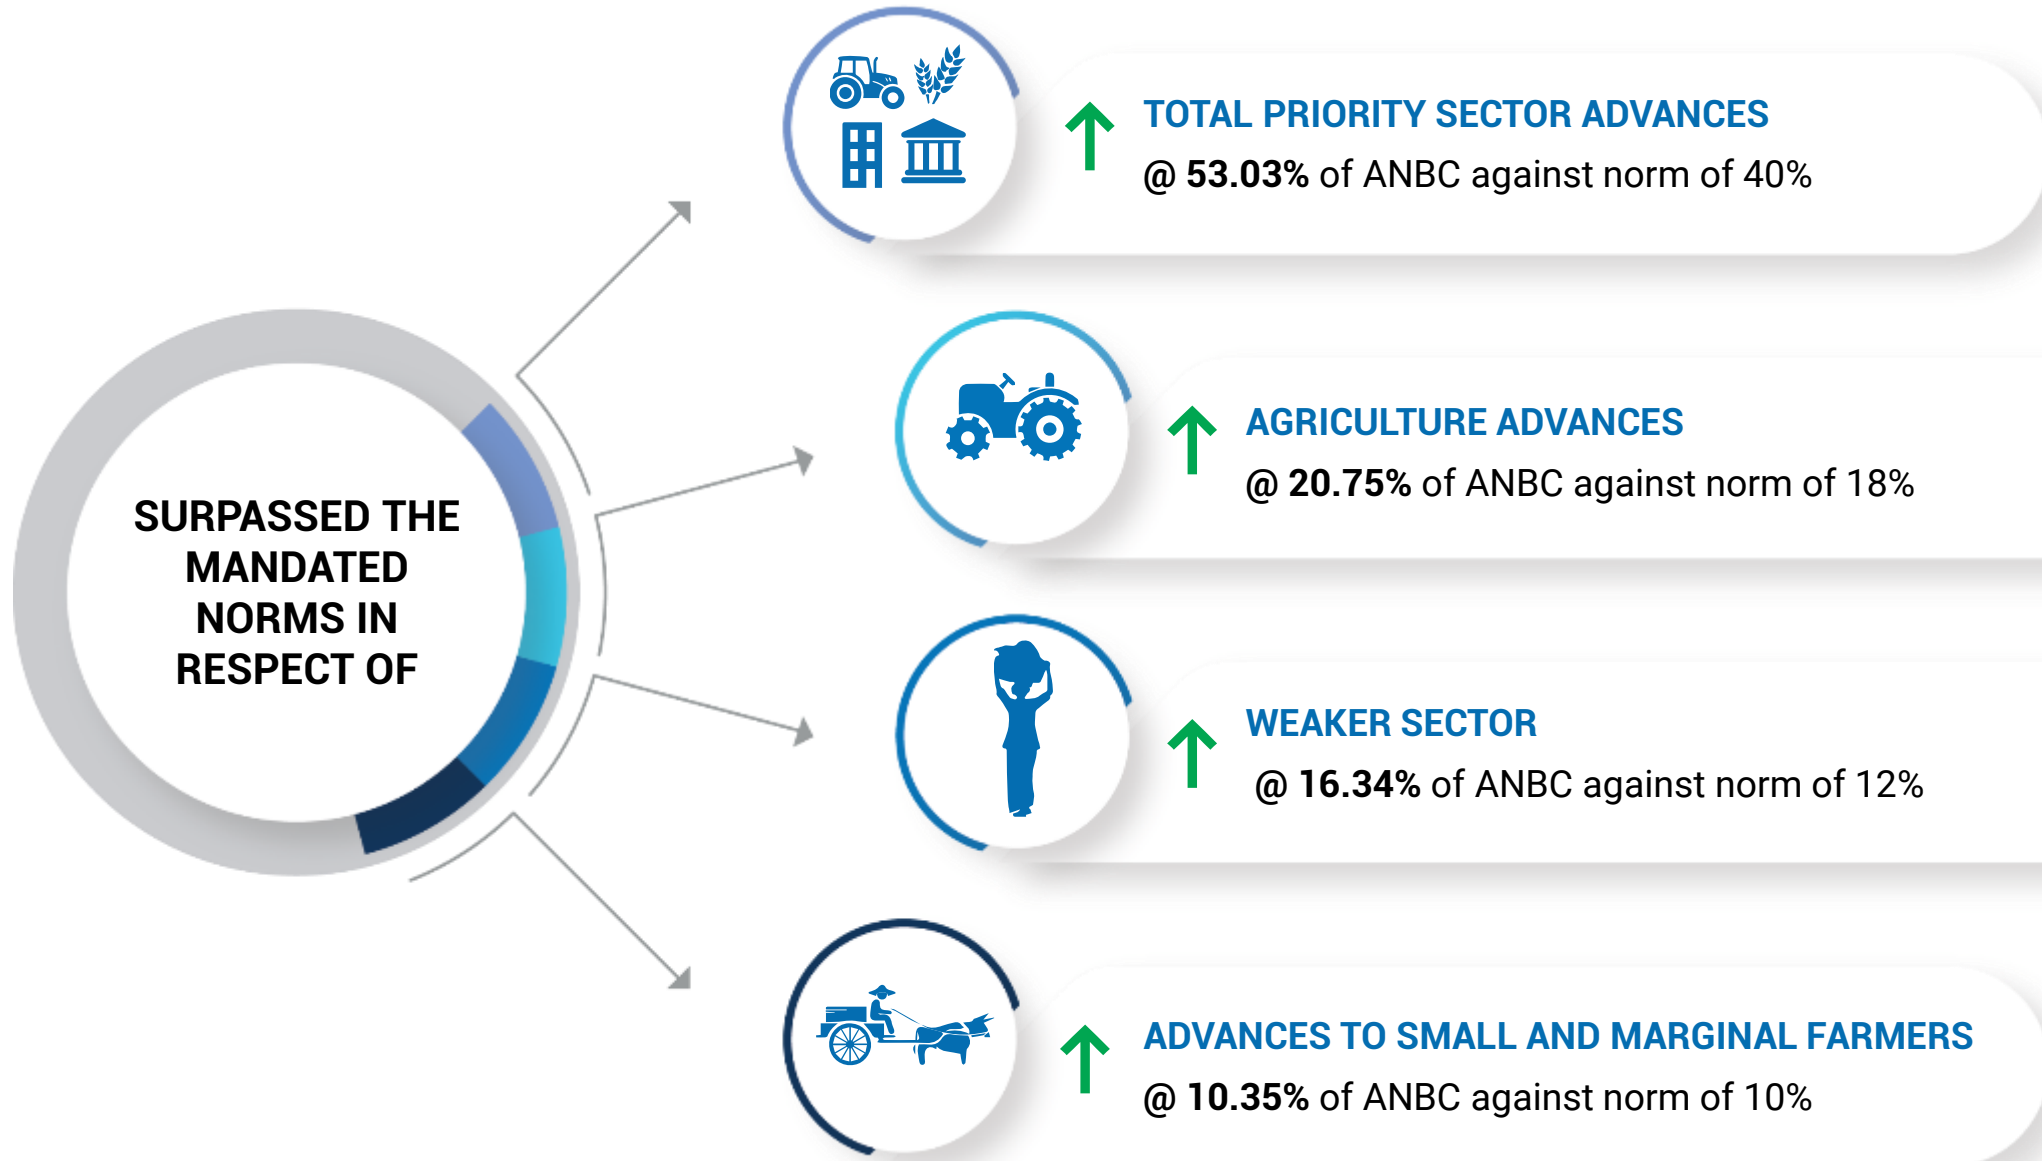 SURPASSED THE
MANDATED
NORMS IN
RESPECT OF
TOTAL PRIORITY SECTOR ADVANCES
@ 53.03% of ANBC against norm of 40%
AGRICULTURE ADVANCES
@ 20.75% of ANBC against norm of 18%
WEAKER SECTOR
@ 16.34% of ANBC against norm of 12%
ADVANCES TO SMALL AND MARGINAL FARMERS
@ 10.35% of ANBC against norm of 10%